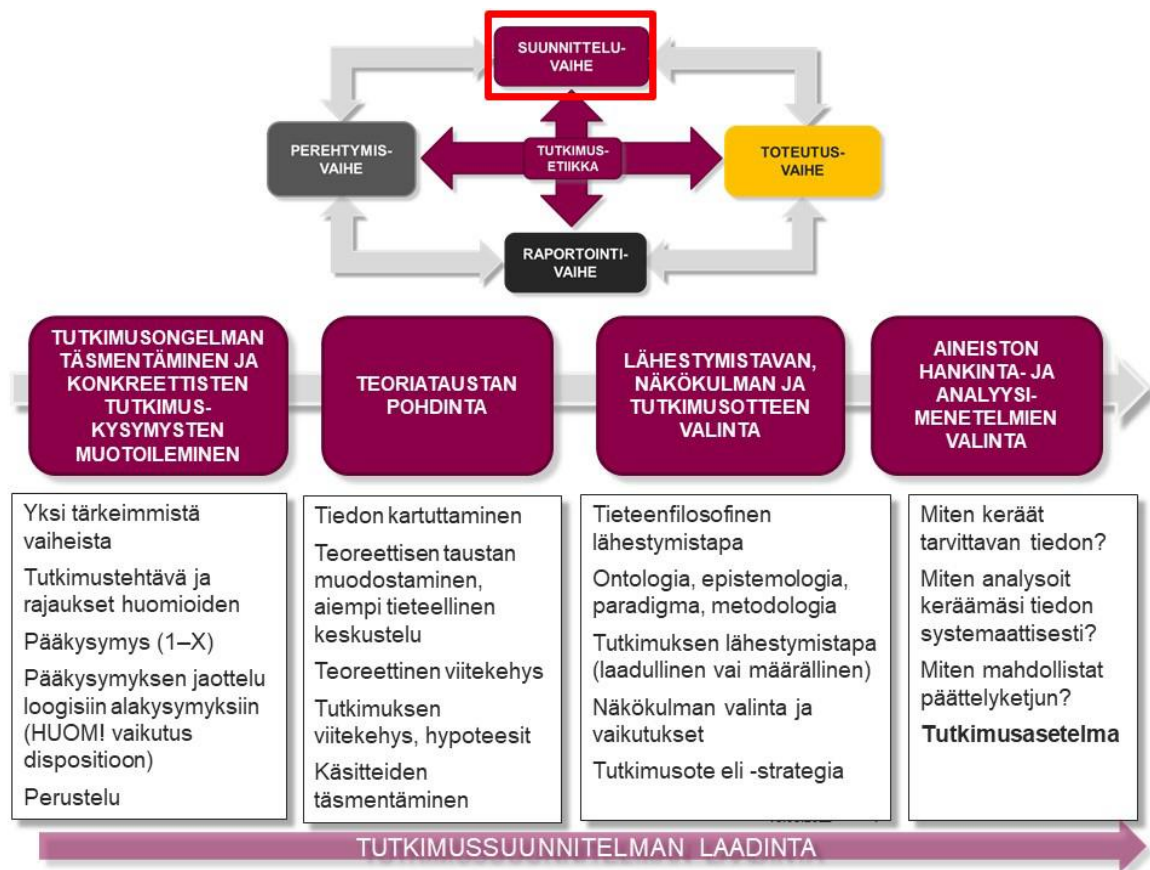 SUUNNITTELU-
VAIHE
PEREHTYMIS-
VAIHE
TUTKIMUS-
ETIIKKA
TOTEUTUS-
VAIHE
RAPORTOINTI-
VAIHE
TUTKIMUSONGELMAN
TÄSMENTÄMINEN JA
KONKREETTISTEN
TUTKIMUS-
KYSYMYSTEN
MUOTOILEMINEN
TEORIATAUSTAN
POHDINTA
LÄHESTYMISTAVAN,
NÄKÖKULMAN JA
TUTKIMUSOTTEEN
VALINTA
AINEISTON
HANKINTA- JA
ANALYYSI-
MENETELMIEN
VALINTA
Yksi tärkeimmistä
vaiheista
Tutkimustehtävä ja
rajaukset huomioiden
Pääkysymys (1–X)
Pääkysymyksen jaottelu
loogisiin alakysymyksiin
(HUOM! vaikutus
dispositioon)
Perustelu
Tiedon kartuttaminen
Teoreettisen taustan
muodostaminen,
aiempi tieteellinen
keskustelu
Teoreettinen viitekehys
Tutkimuksen
viitekehys, hypoteesit
Käsitteiden
täsmentäminen
Tieteenfilosofinen
lähestymistapa
Ontologia, epistemologia,
paradigma, metodologia
Tutkimuksen lähestymistapa
(laadullinen vai määrällinen)
Näkökulman valinta ja
vaikutukset
Tutkimusote eli -strategia
Miten keräät
tarvittavan tiedon?
Miten analysoit
keräämäsi tiedon
systemaattisesti?
Miten mahdollistat
päättelyketjun?
Tutkimusasetelma
TUTKIMUSSUUNNITELMAN LAADINTA